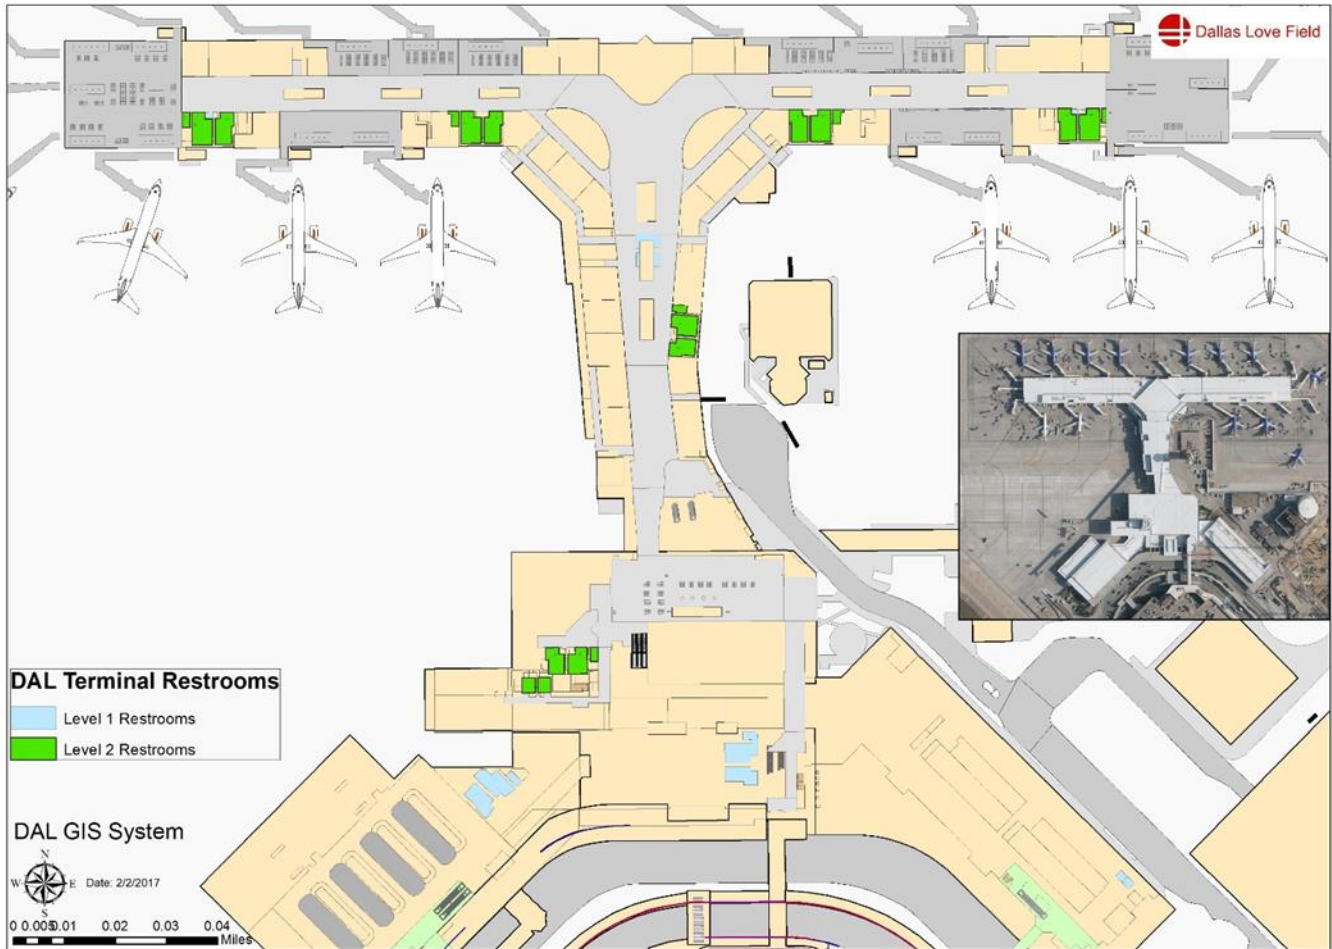 Dallas Love Field
DAL Terminal Restrooms
Level 1 Restrooms
Level 2 Restrooms
DAL GIS System
N
W E
S
Date: 2/2/2017
0 0.005 0.01 0.02 0.03 0.04
Miles